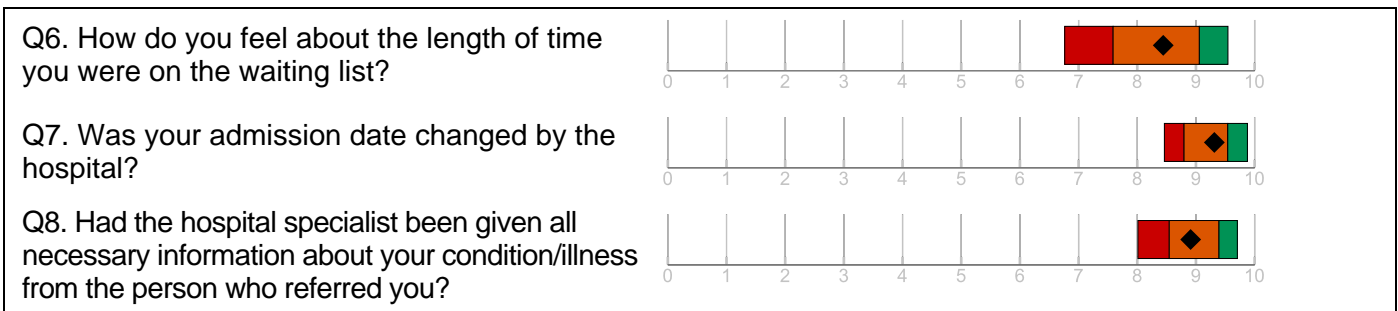 Q6. How do you feel about the length of time
you were on the waiting list?
0 1 2 3 4 5 6 7 8 9 10
Q7. Was your admission date changed by the
hospital?
0 1 2 3 4 5 6 7 8 9 10
Q8. Had the hospital specialist been given all
necessary information about your condition/illness
from the person who referred you?
0 1 2 3 4 5 6 7 8 9 10